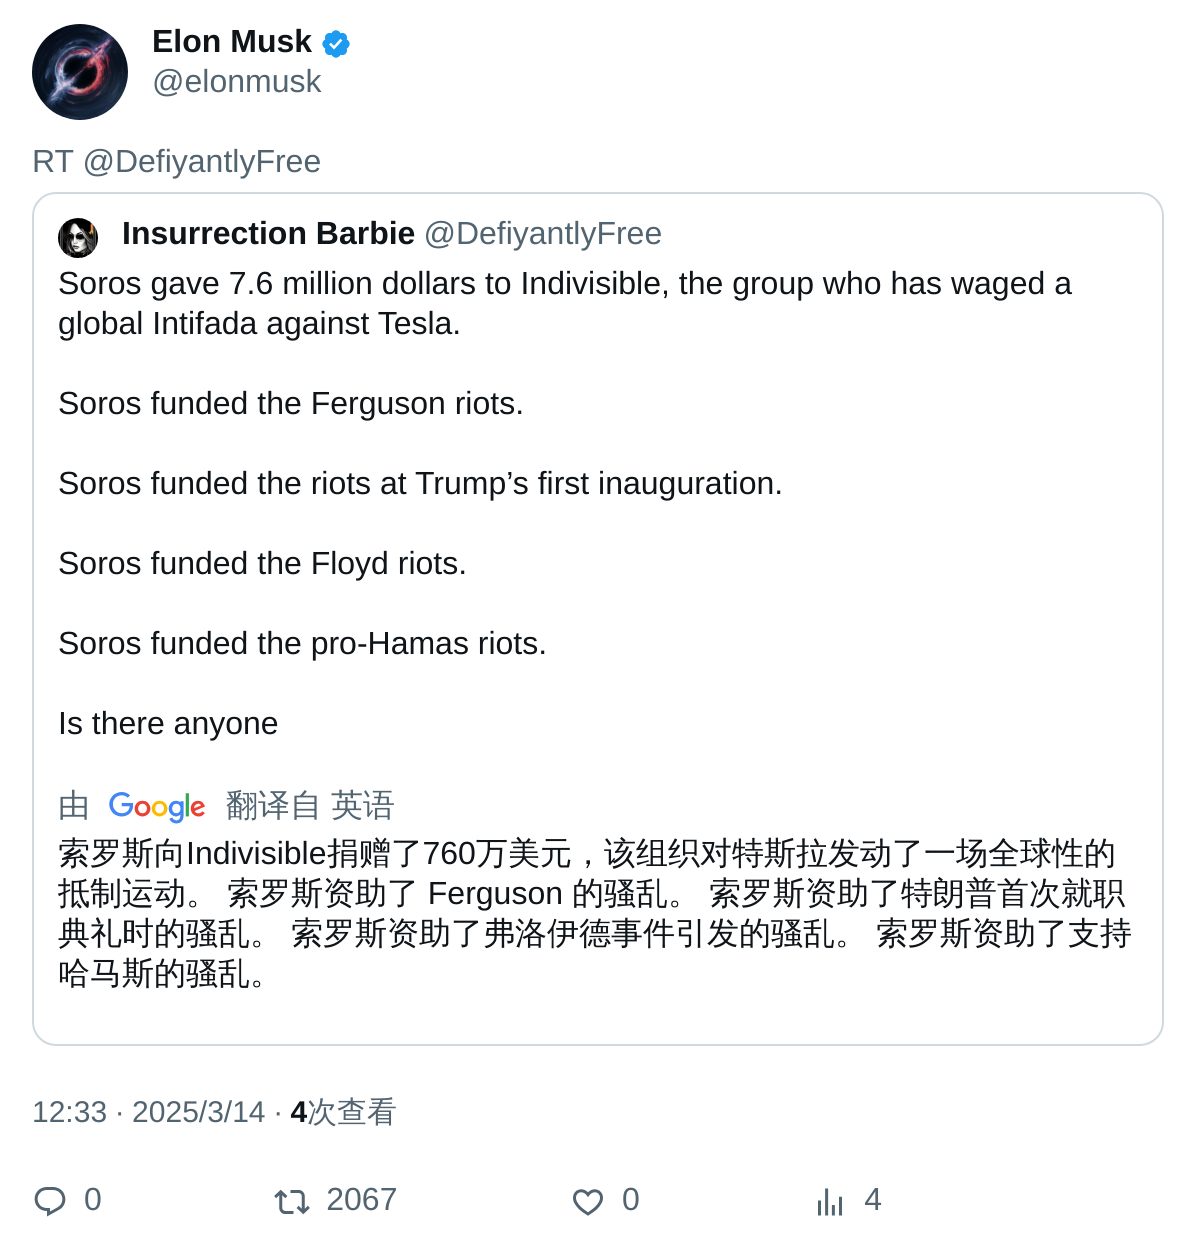 Elon Musk
@elonmusk
RT @DefiyantlyFree
Insurrection Barbie @DefiyantlyFree
Soros gave 7.6 million dollars to Indivisible, the group who has waged a
global Intifada against Tesla.
Soros funded the Ferguson riots.
Soros funded the riots at Trump’s first inauguration.
Soros funded the Floyd riots.
Soros funded the pro-Hamas riots.
Is there anyone
由 Google 翻译自 英语
索罗斯向Indivisible捐赠了760万美元，该组织对特斯拉发动了一场全球性的
抵制运动。 索罗斯资助了 Ferguson 的骚乱。 索罗斯资助了特朗普首次就职
典礼时的骚乱。 索罗斯资助了弗洛伊德事件引发的骚乱。 索罗斯资助了支持
哈马斯的骚乱。
12:33 · 2025/3/14 · 4次查看
0 2067 0 4